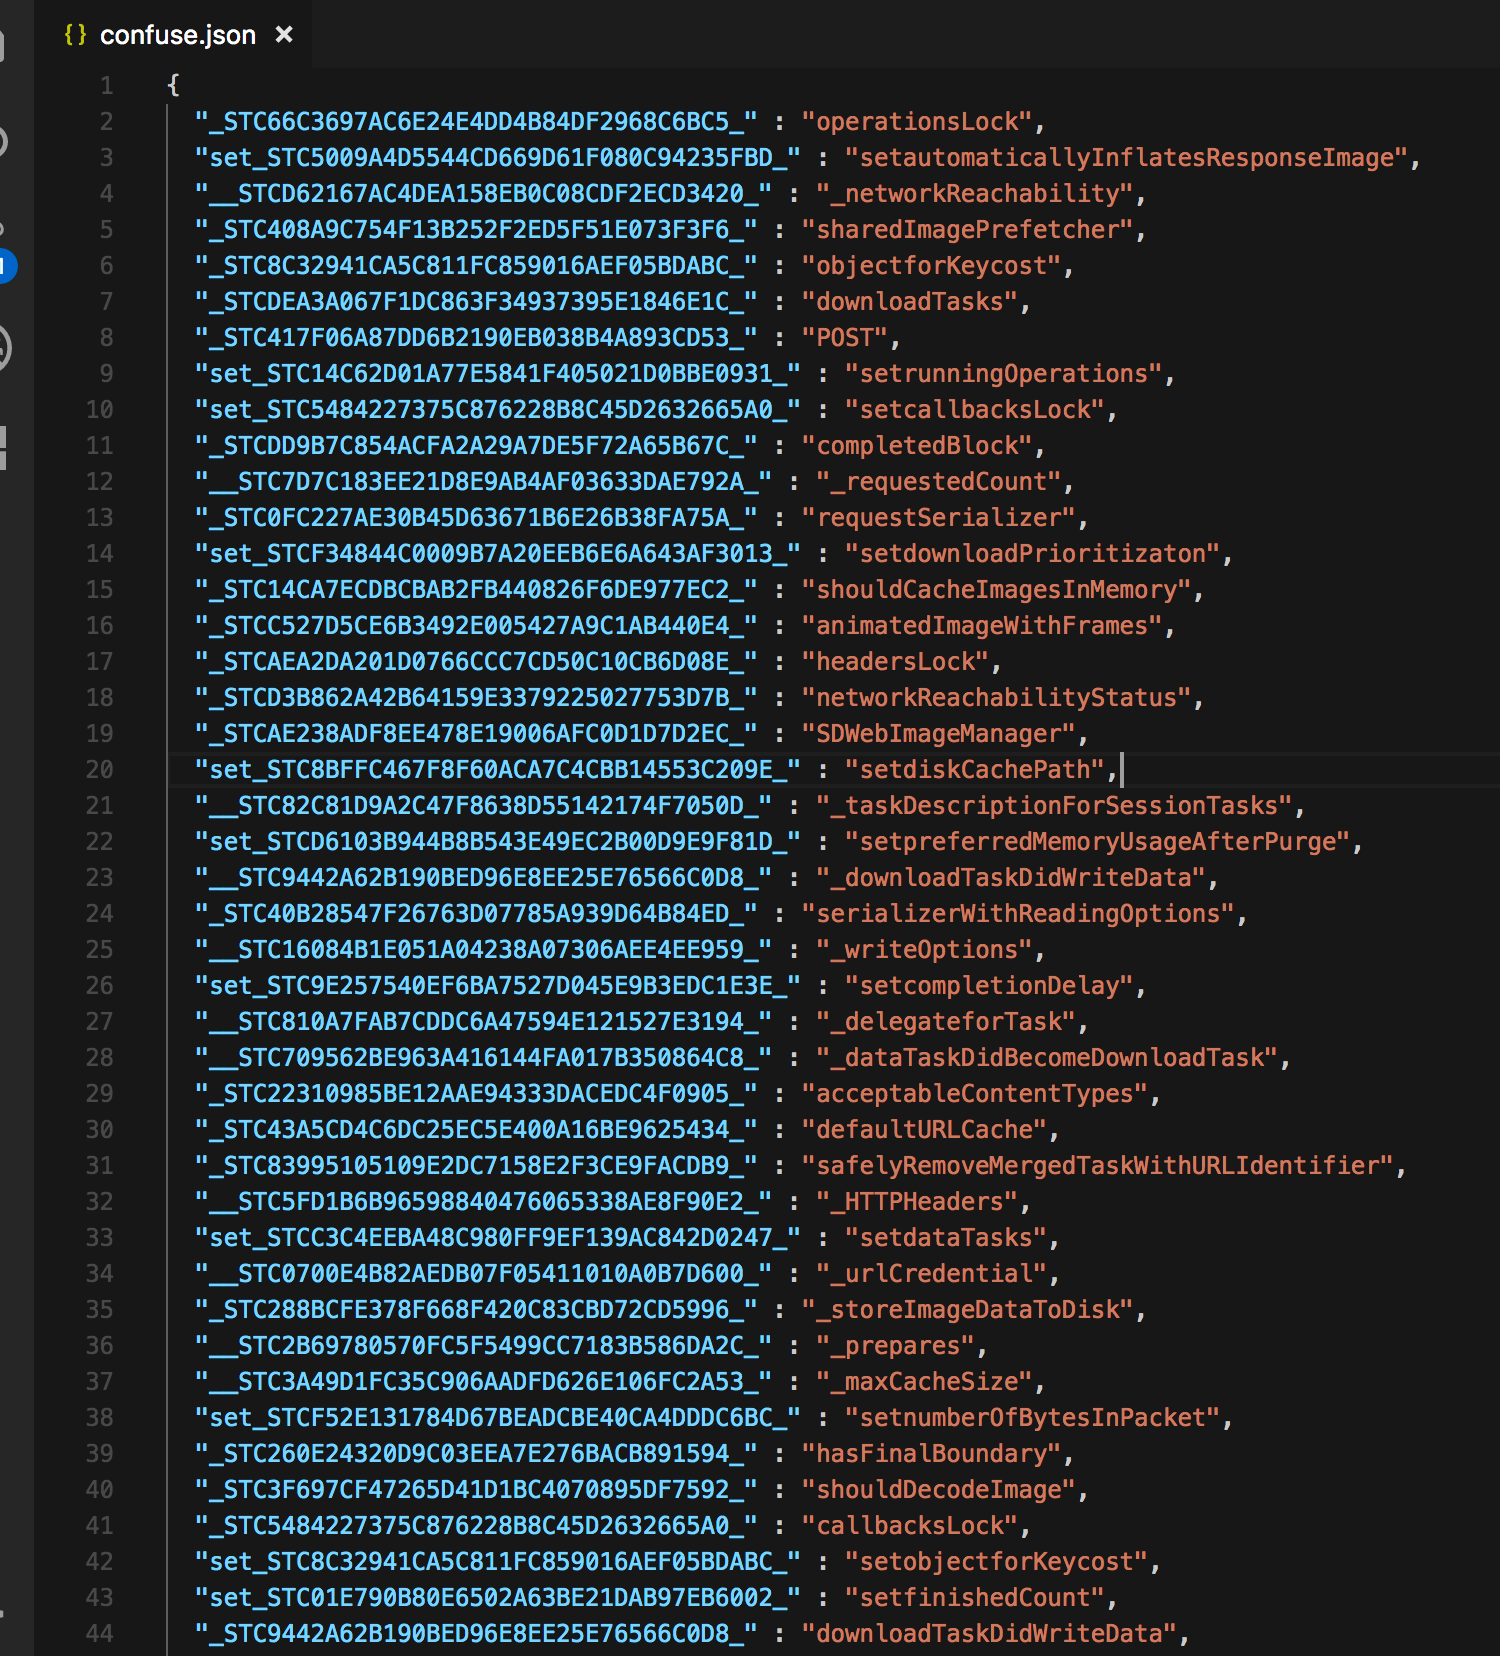 {} confuse.json ×
1 {
2 "_STC66C3697AC6E24E4DD4B84DF2968C6BC5_" : "operationsLock",
3 "set_STC5009A4D5544CD669D61F080C94235FBD_" : "setautomaticallyInflatesResponseImage",
4 "__STCD62167AC4DEA158EB0C08CDF2ECD3420_" : "_networkReachability",
5 "_STC408A9C754F13B252F2ED5F51E073F3F6_" : "sharedImagePrefetcher",
6 "_STC8C32941CA5C811FC859016AEF05BDABC_" : "objectforKeycost",
7 "_STCDEA3A067F1DC863F34937395E1846E1C_" : "downloadTasks",
8 "_STC417F06A87DD6B2190EB038B4A893CD53_" : "POST",
9 "set_STC14C62D01A77E5841F405021D0BBE0931_" : "setrunningOperations",
10 "set_STC5484227375C876228B8C45D2632665A0_" : "setcallbacksLock",
11 "_STCDD9B7C854ACFA2A29A7DE5F72A65B67C_" : "completedBlock",
12 "__STC7D7C183EE21D8E9AB4AF03633DAE792A_" : "_requestedCount",
13 "_STC0FC227AE30B45D63671B6E26B38FA75A_" : "requestSerializer",
14 "set_STCF34844C0009B7A20EEB6E6A643AF3013_" : "setdownloadPrioritizaton",
15 "_STC14CA7ECDBCBAB2FB440826F6DE977EC2_" : "shouldCacheImagesInMemory",
16 "_STCC527D5CE6B3492E005427A9C1AB440E4_" : "animatedImageWithFrames",
17 "_STCAEA2DA201D0766CCC7CD50C10CB6D08E_" : "headersLock",
18 "_STCD3B862A42B64159E3379225027753D7B_" : "networkReachabilityStatus",
19 "_STCAE238ADF8EE478E19006AFC0D1D7D2EC_" : "SDWebImageManager",
20 "set_STC8BFFC467F8F60ACA7C4CBB14553C209E_" : "setdiskCachePath",
21 "__STC82C81D9A2C47F8638D55142174F7050D_" : "_taskDescriptionForSessionTasks",
22 "set_STCD6103B944B8B543E49EC2B00D9E9F81D_" : "setpreferredMemoryUsageAfterPurge",
23 "__STC9442A62B190BED96E8EE25E76566C0D8_" : "_downloadTaskDidWriteData",
24 "_STC40B28547F26763D07785A939D64B84ED_" : "serializerWithReadingOptions",
25 "__STC16084B1E051A04238A07306AEE4EE959_" : "_writeOptions",
26 "set_STC9E257540EF6BA7527D045E9B3EDC1E3E_" : "setcompletionDelay",
27 "__STC810A7FAB7CDDC6A47594E121527E3194_" : "_delegateforTask",
28 "__STC709562BE963A416144FA017B350864C8_" : "_dataTaskDidBecomeDownloadTask",
29 "_STC22310985BE12AAE94333DACEDC4F0905_" : "acceptableContentTypes",
30 "_STC43A5CD4C6DC25EC5E400A16BE9625434_" : "defaultURLCache",
31 "_STC83995105109E2DC7158E2F3CE9FACDB9_" : "safelyRemoveMergedTaskWithURLIdentifier",
32 "__STC5FD1B6B96598840476065338AE8F90E2_" : "_HTTPHeaders",
33 "set_STCC3C4EEBA48C980FF9EF139AC842D0247_" : "setdataTasks",
34 "__STC0700E4B82AEDB07F05411010A0B7D600_" : "_urlCredential",
35 "_STC288BCFE378F668F420C83CBD72CD5996_" : "_storeImageDataToDisk",
36 "__STC2B69780570FC5F5499CC7183B586DA2C_" : "_prepares",
37 "__STC3A49D1FC35C906AADFD626E106FC2A53_" : "_maxCacheSize",
38 "set_STCF52E131784D67BEADCBE40CA4DDDC6BC_" : "setnumberOfBytesInPacket",
39 "_STC260E24320D9C03EEA7E276BACB891594_" : "hasFinalBoundary",
40 "_STC3F697CF47265D41D1BC4070895DF7592_" : "shouldDecodeImage",
41 "_STC5484227375C876228B8C45D2632665A0_" : "callbacksLock",
42 "set_STC8C32941CA5C811FC859016AEF05BDABC_" : "setobjectforKeycost",
43 "set_STC01E790B80E6502A63BE21DAB97EB6002_" : "setfinishedCount",
44 "_STC9442A62B190BED96E8EE25E76566C0D8_" : "downloadTaskDidWriteData",